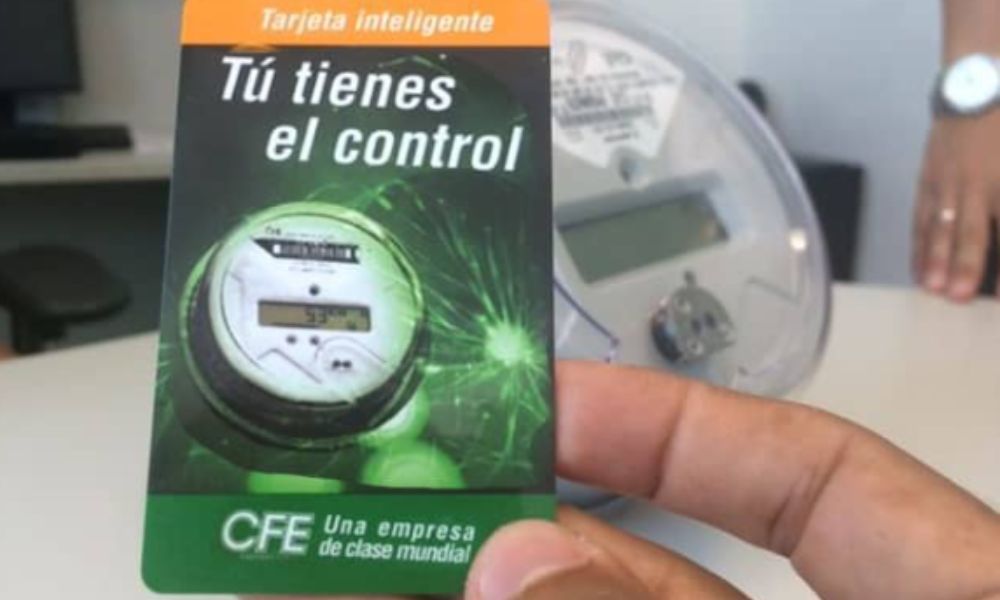 Tarjeta inteligente
Tú tienes
el control
CFE
Una empresa
de clase mundial